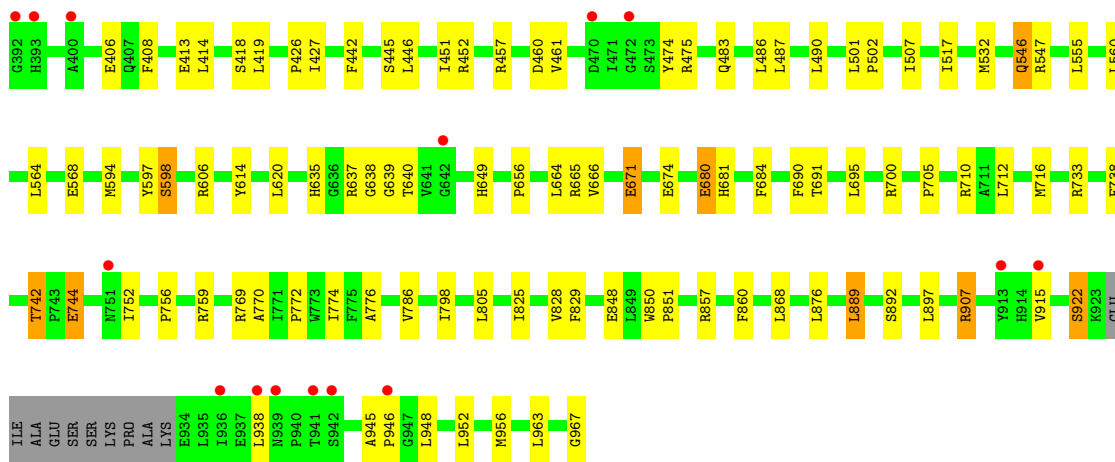 G392 H393 A400 E406 Q407 F408 E413 L414 S418 L419 P426 I427 F442 S445 L446 I451 R452 R457 D460 V461 D470 I471 G472 S473 Y474 R475 Q483 L486 L487 L490 L501 P502 I507 I517 M532 Q546 R547 L555 L560
L564 E568 M594 Y597 S598 R606 Y614 L620 H635 G636 R637 G638 G639 T640 V641 G642 H649 P656 L664 R665 V666 E671 E674 E680 H681 F684 F690 T691 L695 R700 P705 R710 A711 L712 M716 R733
T742 P743 E744 N751 I752 P756 R759 R769 A770 I771 P772 W773 I774 F775 A776 V786 I798 L805 I825 V828 F829 E848 L849 W850 P851 R857 F860 L868 L876 L889 S892 L897 R907 Y913 H914 V915 S922 K923 GLU
ILE ALA GLU SER SER LYS PRO ALA LYS E934 L935 I936 E937 L938 N939 P940 T941 S942 A945 P946 G947 L948 L952 M956 L963 G967